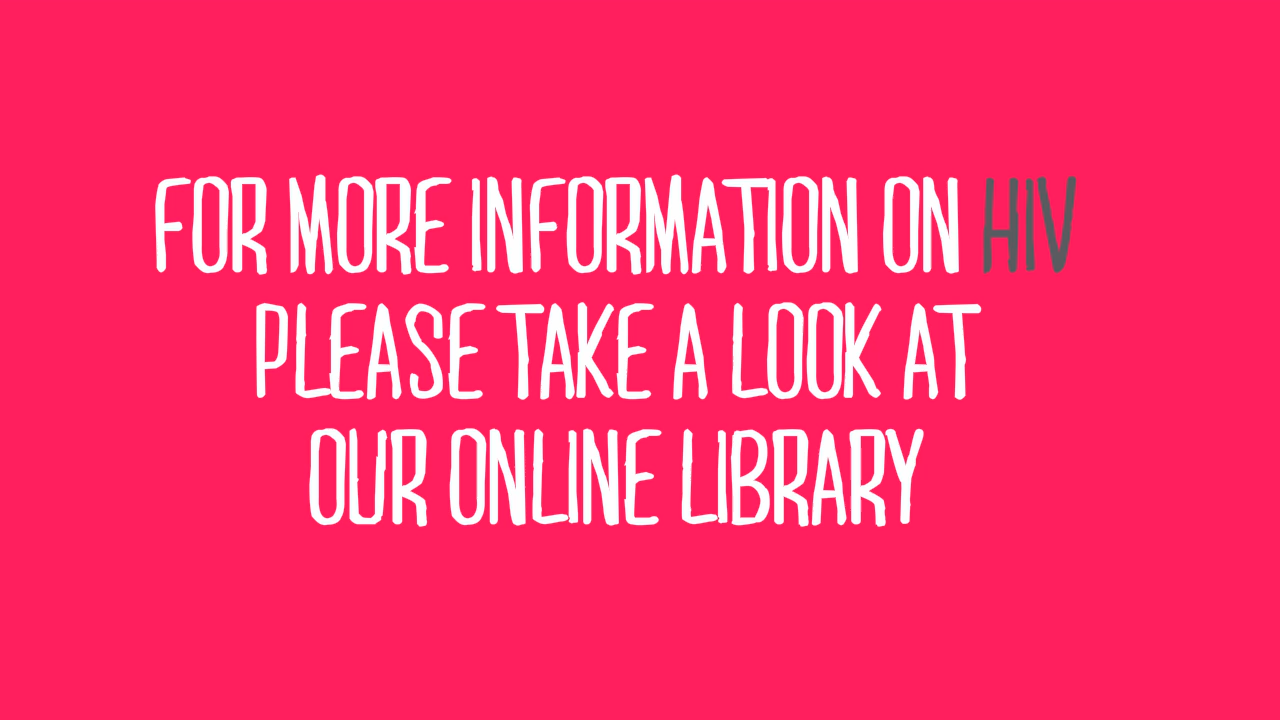 FOR MORE INFORMATION ON HIV
PLEASE TAKE A LOOK AT
OUR ONLINE LIBRARY